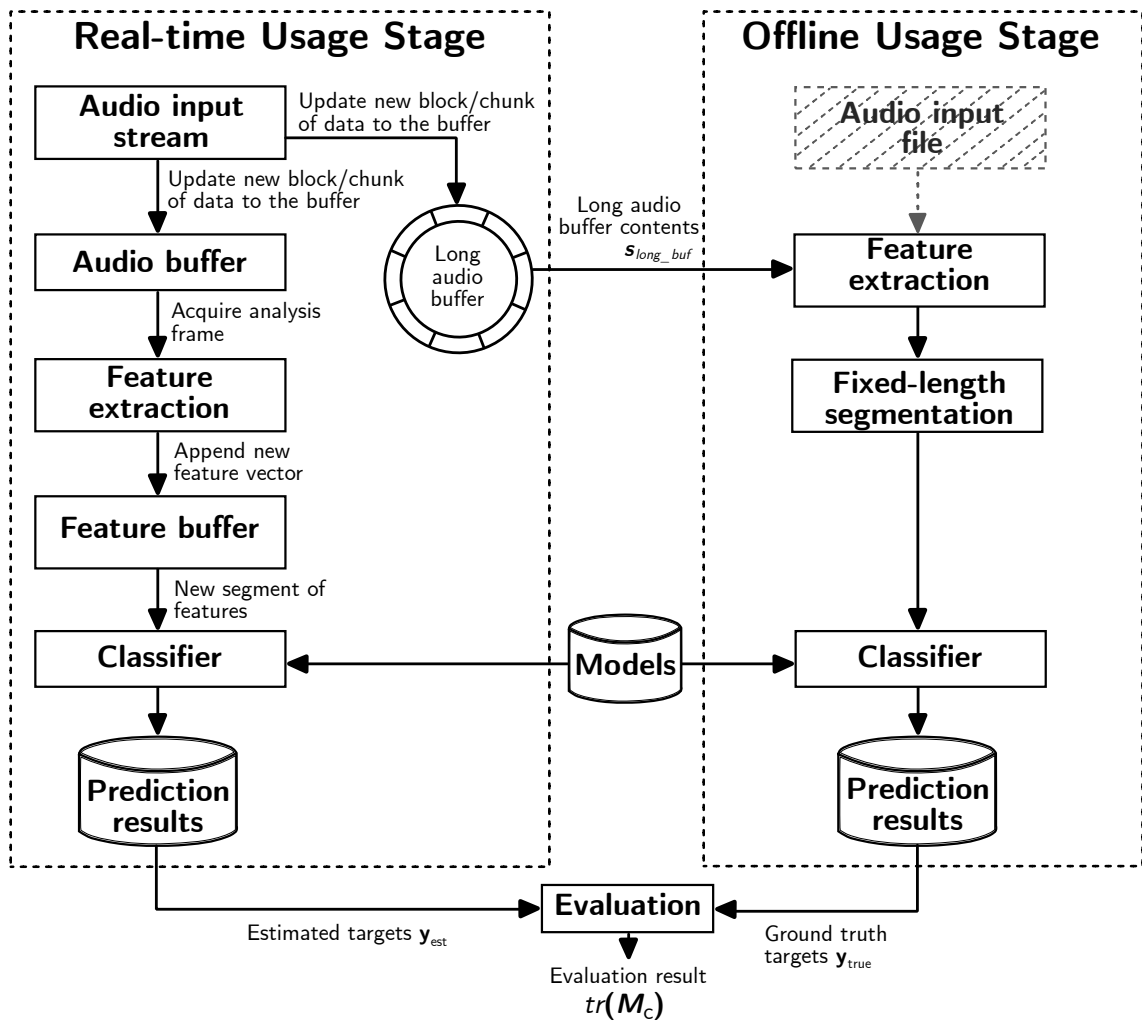 Real-time Usage Stage
Audio input
stream
Update new block/chunk
of data to the buffer
Update new block/chunk
of data to the buffer
Audio buffer
Long
audio
buffer
Acquire analysis
frame
Feature
extraction
Append new
feature vector
Feature buffer
New segment of
features
Classifier
Prediction
results
Long audio
buffer contents
s_long_buf
Models
Offline Usage Stage
Audio input
file
Feature
extraction
Fixed-length
segmentation
Classifier
Prediction
results
Estimated targets y_est
Evaluation
Ground truth
targets y_true
Evaluation result
tr(M_c)